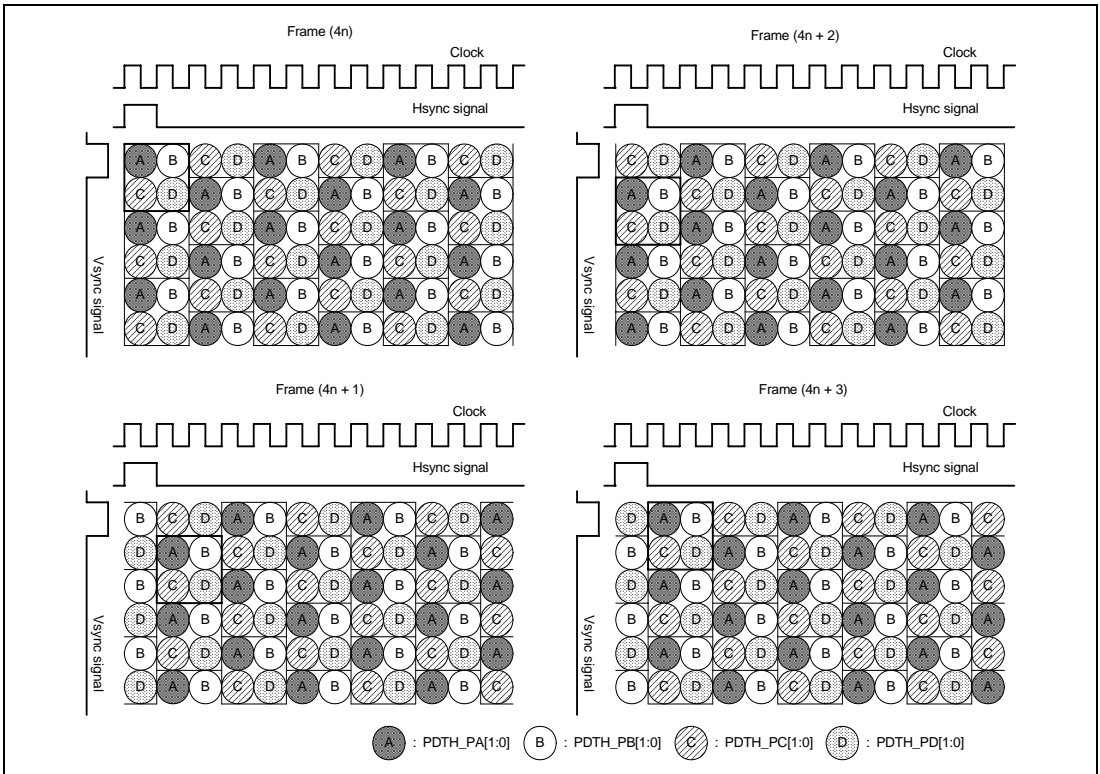 Frame (4n)
Clock
Hsync signal
Vsync signal
A B C D A B C D A B C D
C D A B C D A B C D A B
A B C D A B C D A B C D
C D A B C D A B C D A B
A B C D A B C D A B C D
C D A B C D A B C D A B
Frame (4n + 2)
Clock
Hsync signal
Vsync signal
C D A B C D A B C D A B
A B C D A B C D A B C D
C D A B C D A B C D A B
A B C D A B C D A B C D
C D A B C D A B C D A B
A B C D A B C D A B C D
Frame (4n + 1)
Clock
Hsync signal
Vsync signal
B C D A B C D A B C D A
D A B C D A B C D A B C
B C D A B C D A B C D A
D A B C D A B C D A B C
B C D A B C D A B C D A
D A B C D A B C D A B C
Frame (4n + 3)
Clock
Hsync signal
Vsync signal
D A B C D A B C D A B C
B C D A B C D A B C D A
D A B C D A B C D A B C
B C D A B C D A B C D A
D A B C D A B C D A B C
B C D A B C D A B C D A
A : PDTH_PA[1:0] B : PDTH_PB[1:0] C : PDTH_PC[1:0] D : PDTH_PD[1:0]